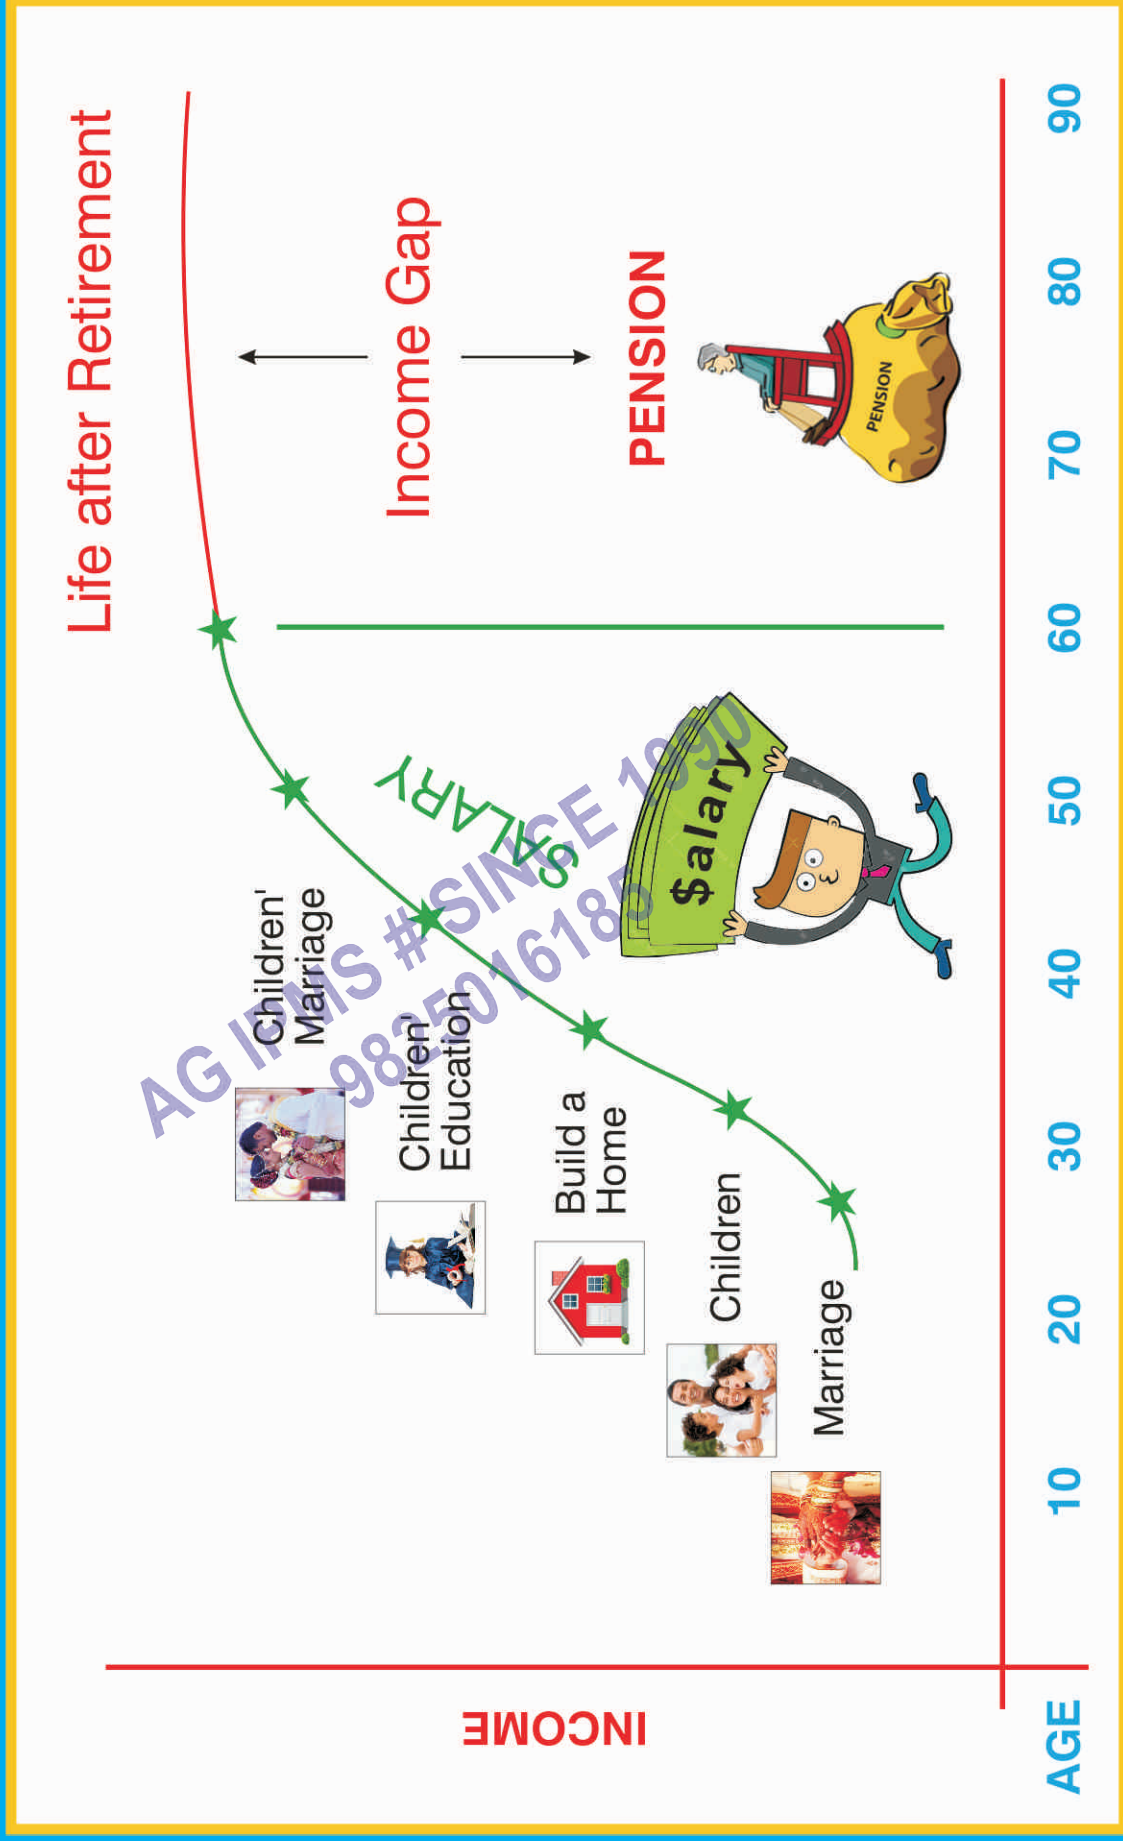 Life after Retirement
Children'
Marriage
Children'
Education
Build a
Home
Children
Marriage
SALARY
$alary
Income Gap
PENSION
PENSION
INCOME
AGE 10 20 30 40 50 60 70 80 90
AG IPMS # SINCE 1990
9825016185